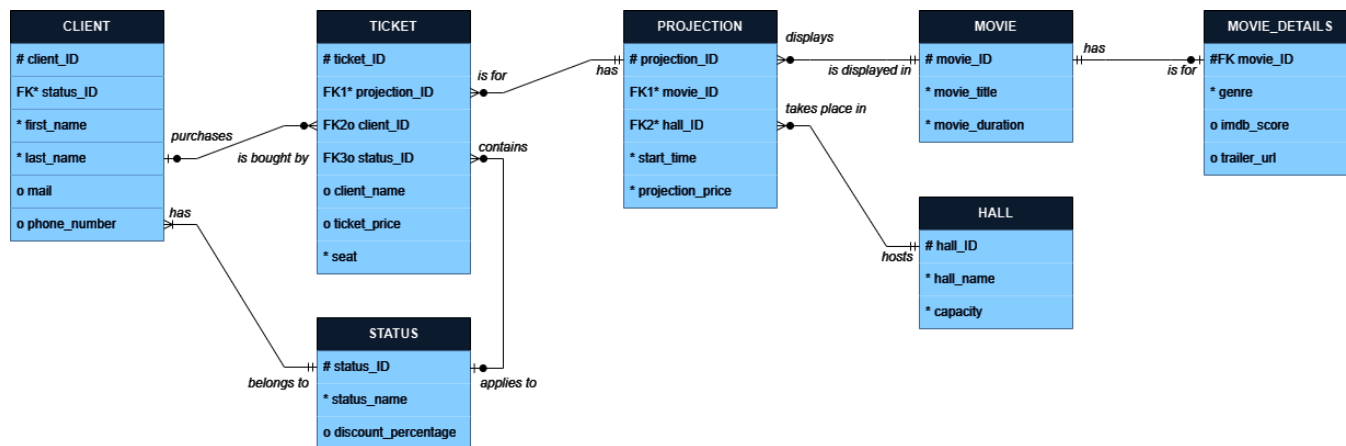 CLIENT
# client_ID
FK* status_ID
* first_name
* last_name
o mail
o phone_number
purchases
is bought by
has
belongs to
TICKET
# ticket_ID
FK1* projection_ID
FK2o client_ID
FK3o status_ID
o client_name
o ticket_price
* seat
is for
has
contains
applies to
STATUS
# status_ID
* status_name
o discount_percentage
PROJECTION
# projection_ID
FK1* movie_ID
FK2* hall_ID
* start_time
* projection_price
displays
is displayed in
takes place in
hosts
MOVIE
# movie_ID
* movie_title
* movie_duration
has
is for
HALL
# hall_ID
* hall_name
* capacity
MOVIE_DETAILS
#FK movie_ID
* genre
o imdb_score
o trailer_url